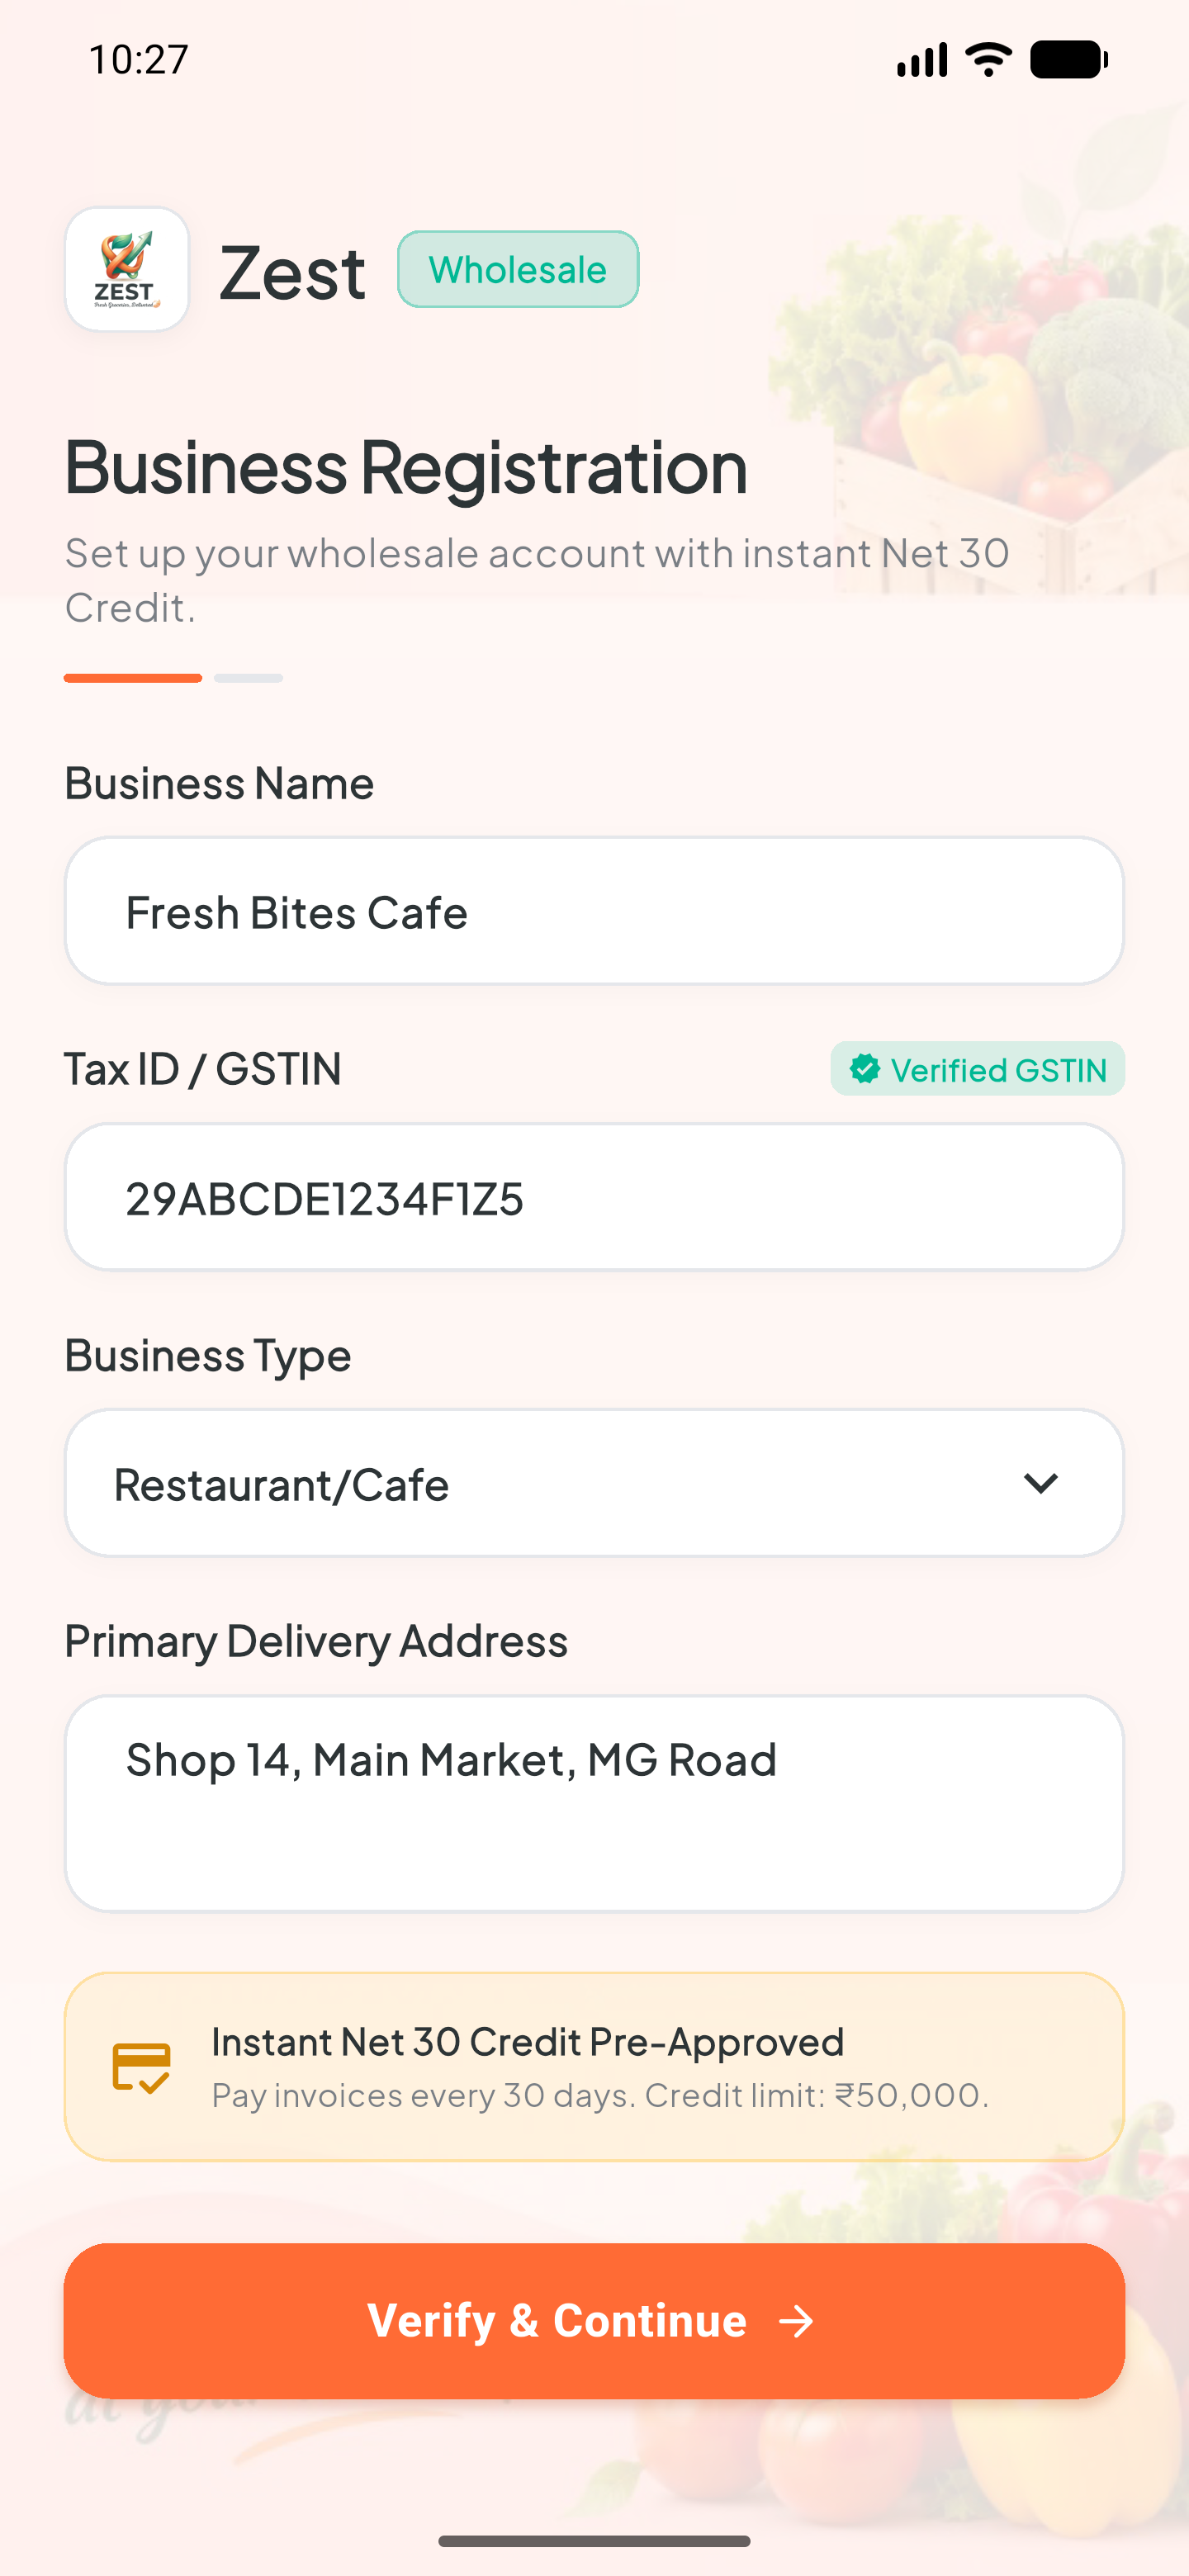 10:27
ZEST
Fresh Groceries, Delivered
Zest
Wholesale
Business Registration
Set up your wholesale account with instant Net 30
Credit.
Business Name
Fresh Bites Cafe
Tax ID / GSTIN
Verified GSTIN
29ABCDE1234F1Z5
Business Type
Restaurant/Cafe
Primary Delivery Address
Shop 14, Main Market, MG Road
Instant Net 30 Credit Pre-Approved
Pay invoices every 30 days. Credit limit: ₹50,000.
Verify & Continue